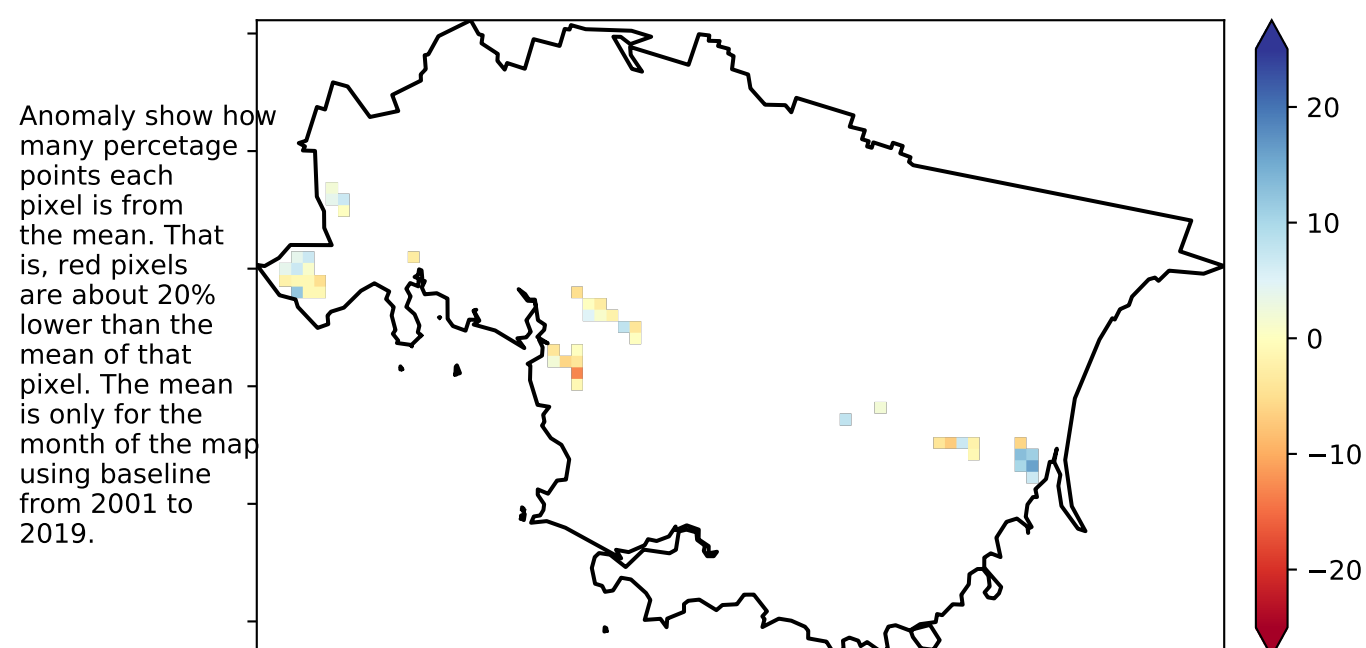 Anomaly show how
many percetage
points each
pixel is from
the mean. That
is, red pixels
are about 20%
lower than the
mean of that
pixel. The mean
is only for the
month of the map
using baseline
from 2001 to
2019.
20
10
0
−10
−20